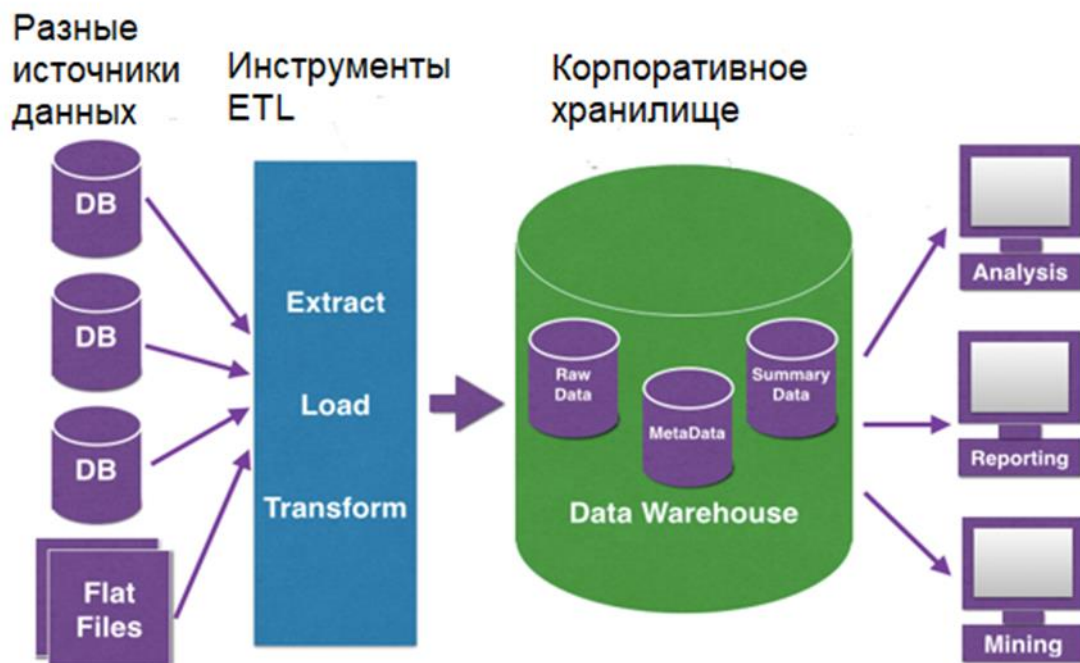 Разные
источники
данных
Инструменты
ETL
Корпоративное
хранилище
DB
DB
DB
Flat
Files
Extract
Load
Transform
Raw
Data
MetaData
Summary
Data
Data Warehouse
Analysis
Reporting
Mining